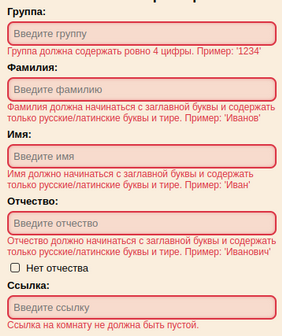 Группа:
Введите группу
Группа должна содержать ровно 4 цифры. Пример: '1234'
Фамилия:
Введите фамилию
Фамилия должна начинаться с заглавной буквы и содержать
только русские/латинские буквы и тире. Пример: 'Иванов'
Имя:
Введите имя
Имя должно начинаться с заглавной буквы и содержать
только русские/латинские буквы и тире. Пример: 'Иван'
Отчество:
Введите отчество
Отчество должно начинаться с заглавной буквы и содержать
только русские/латинские буквы и тире. Пример: 'Иванович'
Нет отчества
Ссылка:
Введите ссылку
Ссылка на комнату не должна быть пустой.